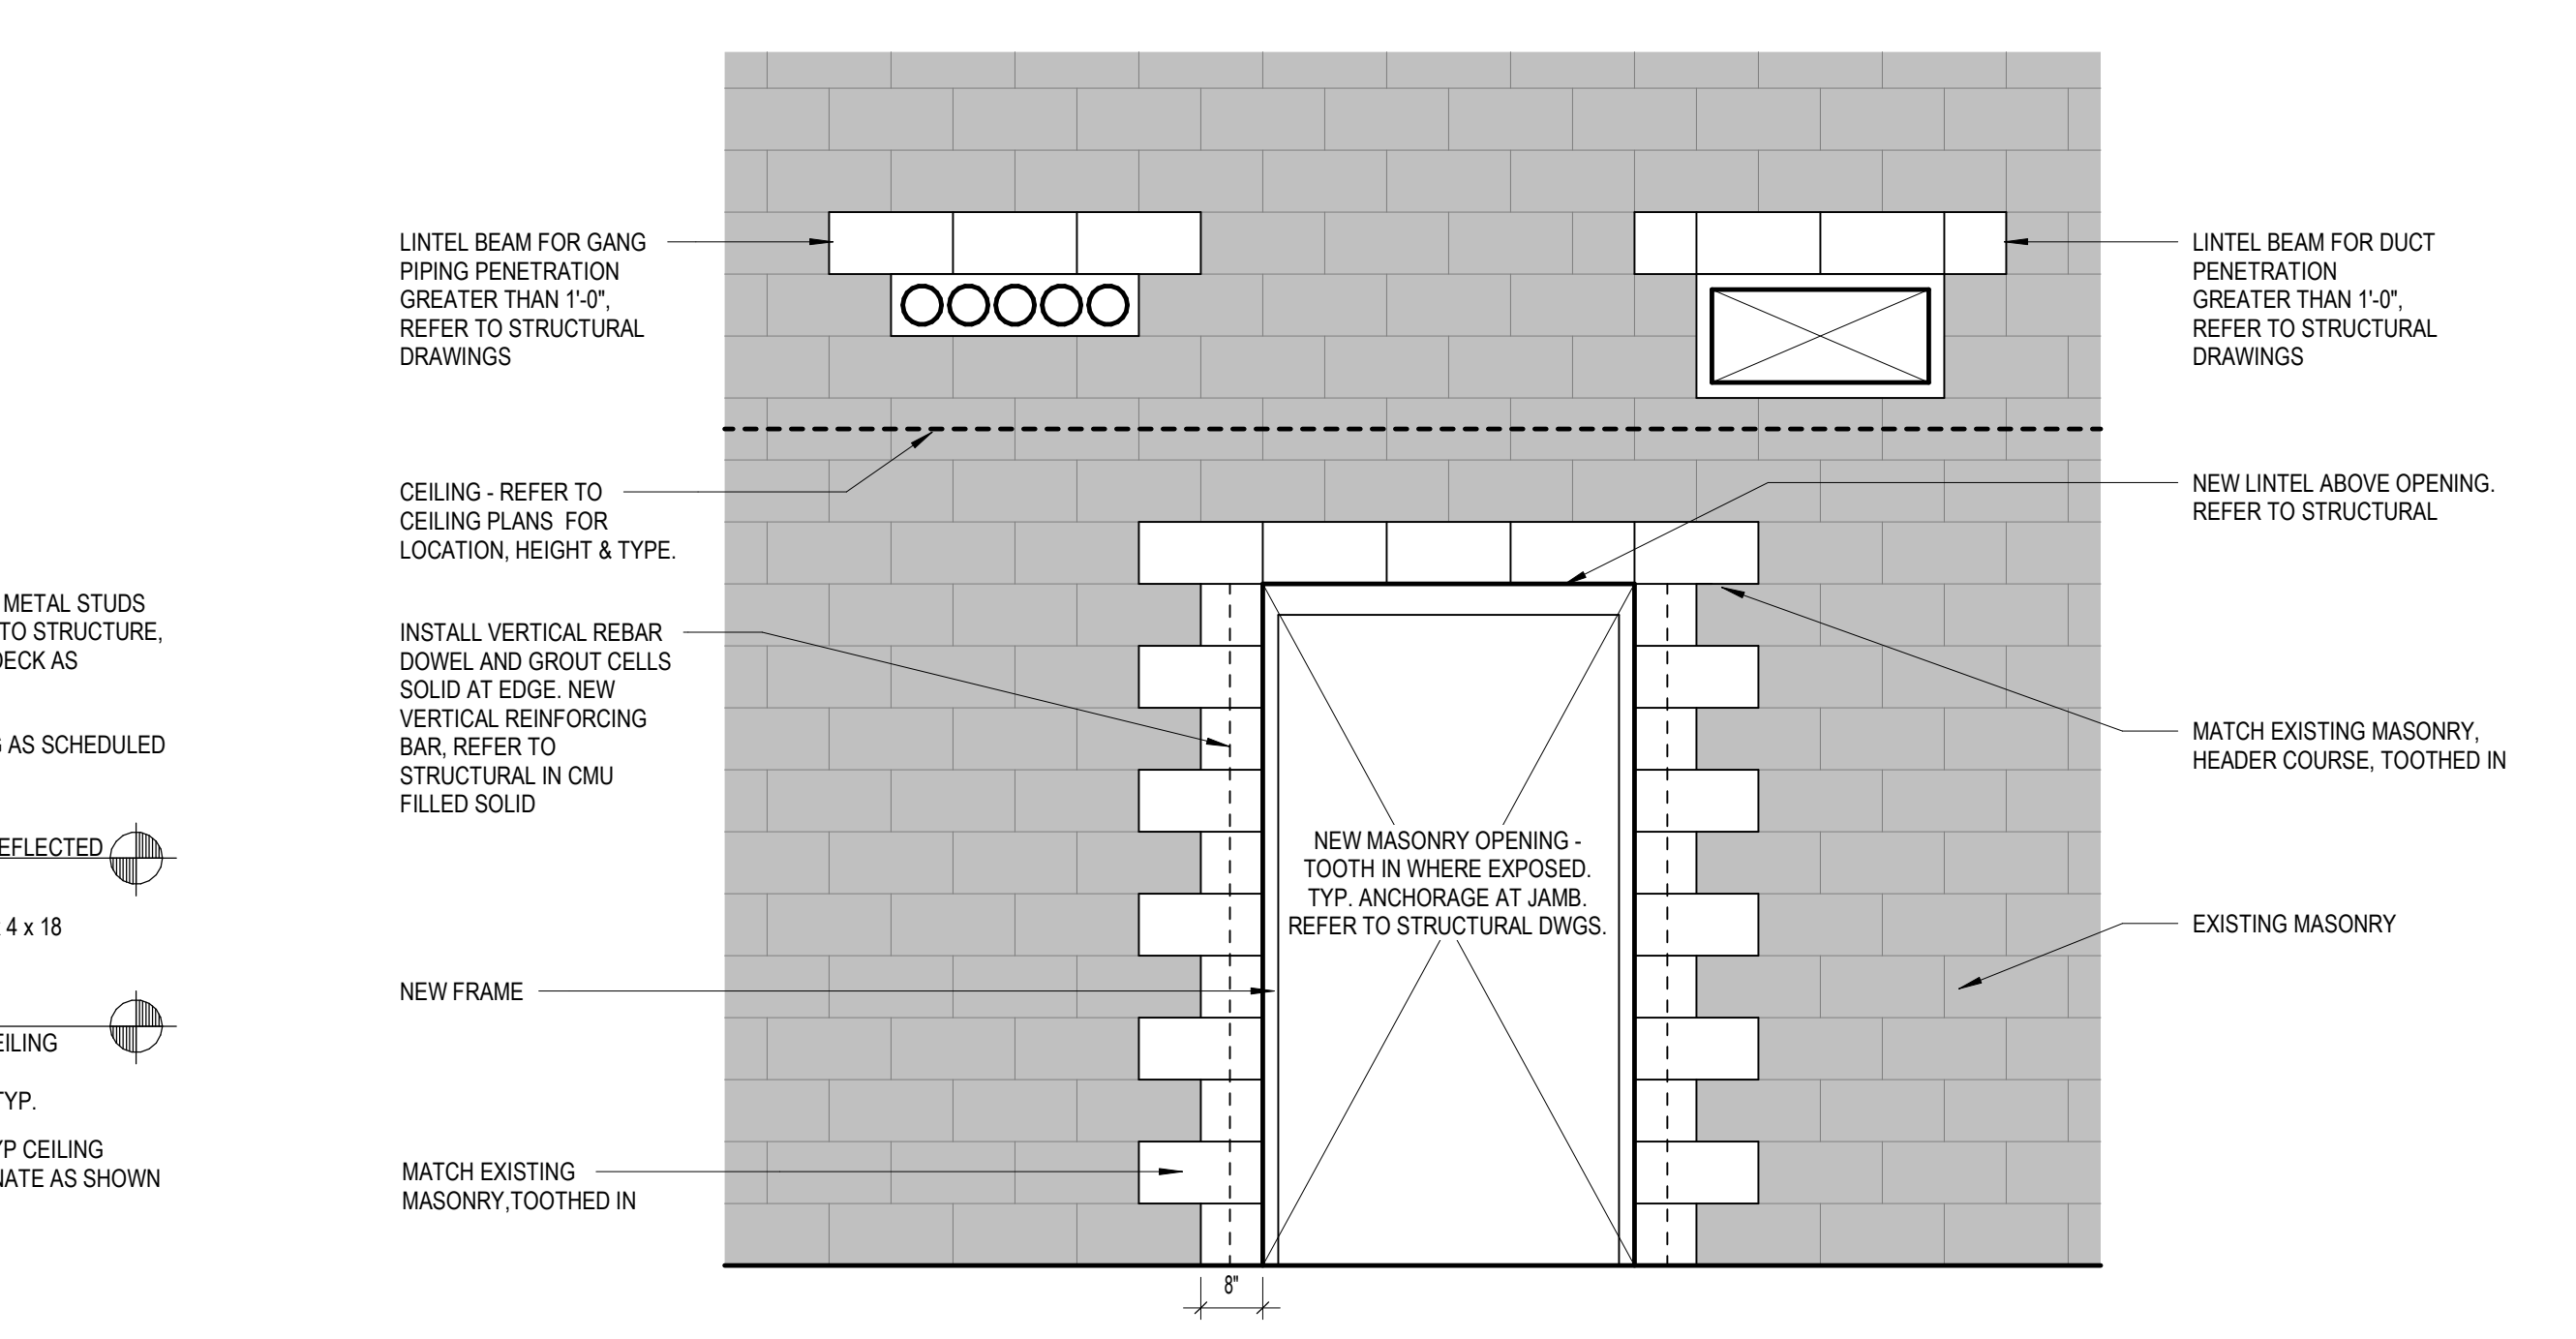 LINTEL BEAM FOR GANG
PIPING PENETRATION
GREATER THAN 1'-0",
REFER TO STRUCTURAL
DRAWINGS
CEILING - REFER TO
CEILING PLANS FOR
LOCATION, HEIGHT & TYPE.
INSTALL VERTICAL REBAR
DOWEL AND GROUT CELLS
SOLID AT EDGE. NEW
VERTICAL REINFORCING
BAR, REFER TO
STRUCTURAL IN CMU
FILLED SOLID
NEW FRAME
MATCH EXISTING
MASONRY,TOOTHED IN
METAL STUDS
TO STRUCTURE,
DECK AS
AS SCHEDULED
EFLECTED
4 x 18
EILING
TYP.
YP CEILING
NATE AS SHOWN
NEW MASONRY OPENING -
TOOTH IN WHERE EXPOSED.
TYP. ANCHORAGE AT JAMB.
REFER TO STRUCTURAL DWGS.
8"
LINTEL BEAM FOR DUCT
PENETRATION
GREATER THAN 1'-0",
REFER TO STRUCTURAL
DRAWINGS
NEW LINTEL ABOVE OPENING.
REFER TO STRUCTURAL
MATCH EXISTING MASONRY,
HEADER COURSE, TOOTHED IN
EXISTING MASONRY